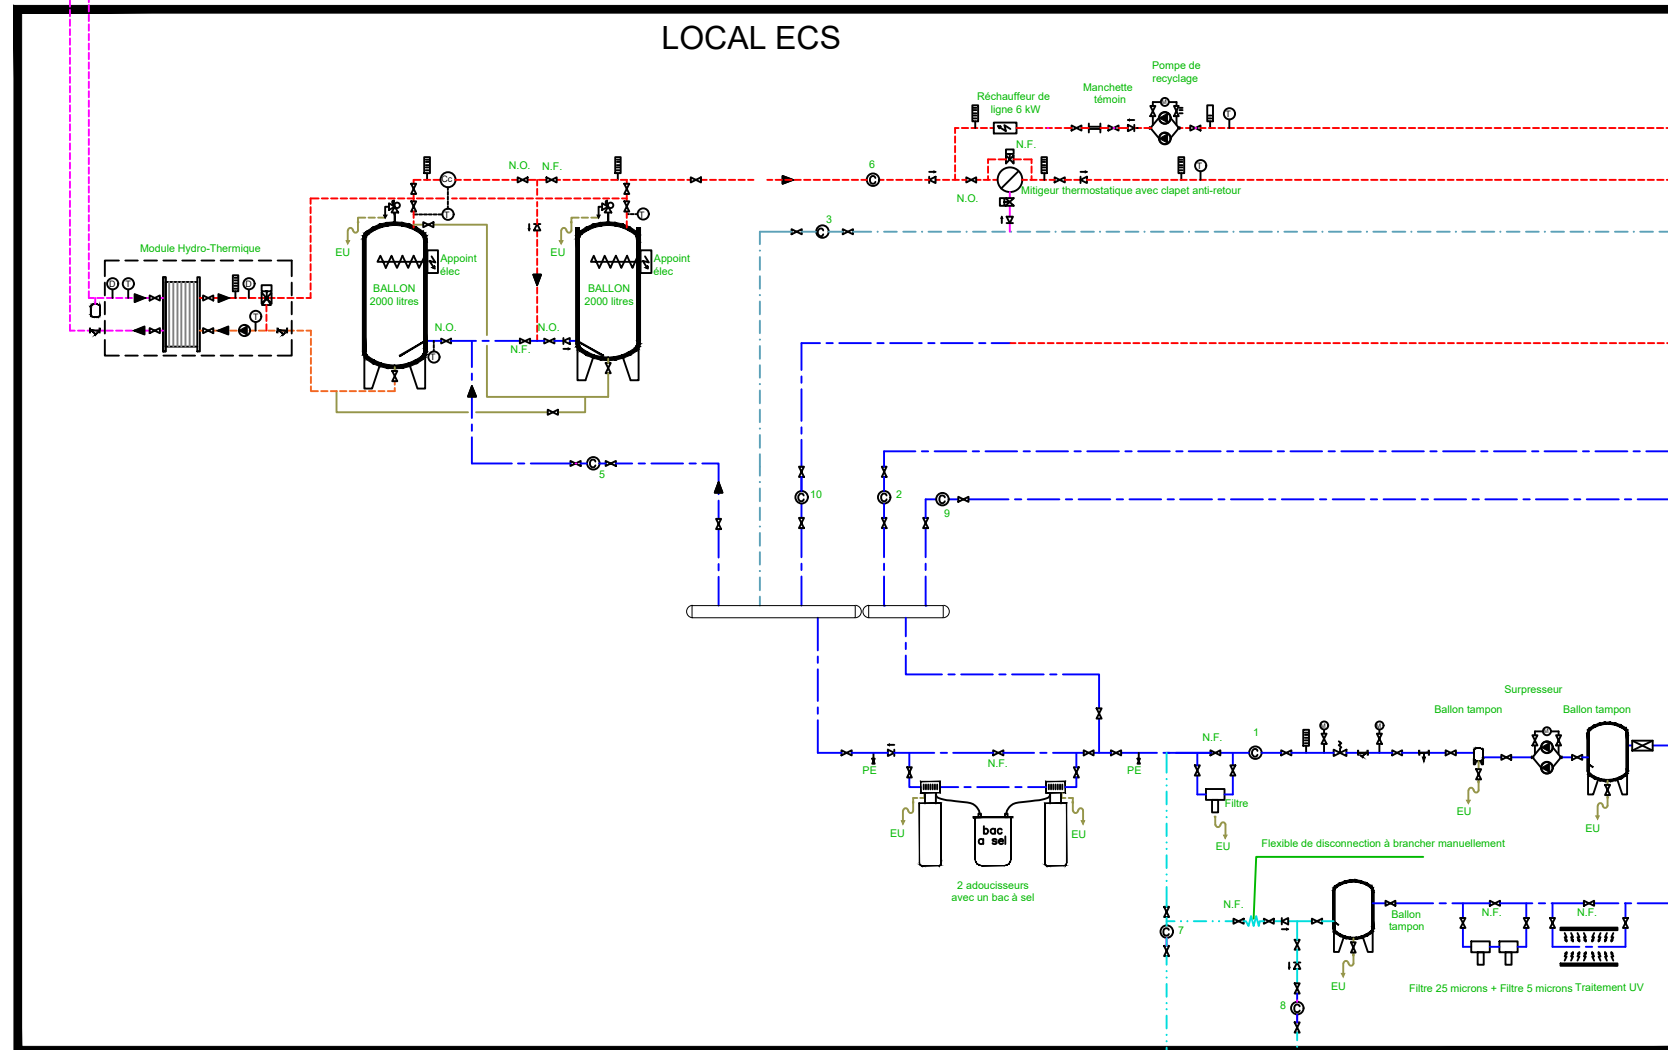 LOCAL ECS
Pompe de
recyclage
Manchette
témoin
Réchauffeur de
ligne 6 kW
M
T
N.F.
6
C
N.O.
N.F.
Cc
T
T
T
N.O.
Mitigeur thermostatique avec clapet anti-retour
3
C
EU
EU
Module Hydro-Thermique
Appoint
élec
Appoint
élec
D
T
D
BALLON
2000 litres
BALLON
2000 litres
T
N.O.
N.O.
N.F.
T
C
5
C
10
C
2
C
9
Surpresseur
Ballon tampon
Ballon tampon
1
N.F.
C
M
M
M
PE
N.F.
PE
Filtre
EU
EU
EU
EU
EU
bac
a sel
Flexible de disconnection à brancher manuellement
2 adoucisseurs
avec un bac à sel
N.F.
Ballon
tampon
N.F.
N.F.
C
7
EU
Filtre 25 microns + Filtre 5 microns
Traitement UV
8
C